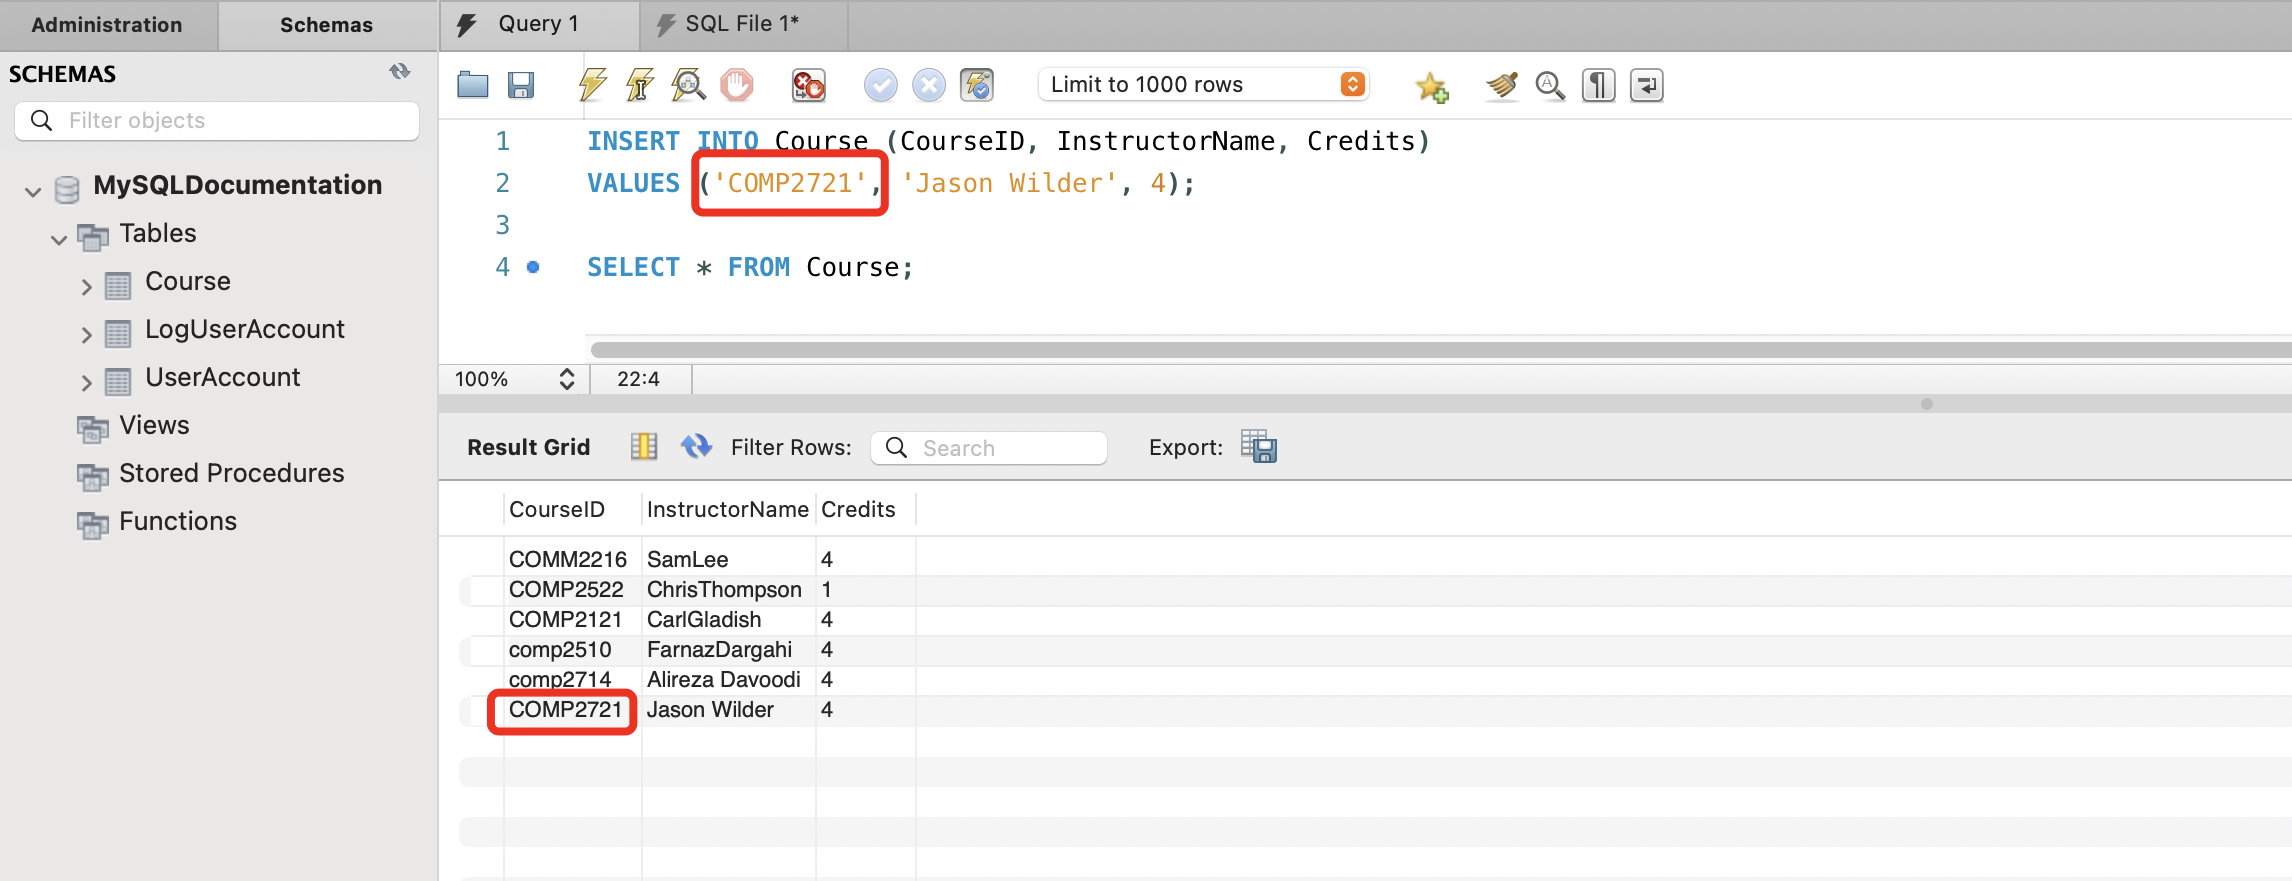 Administration
Schemas
Query 1
SQL File 1*
SCHEMAS
Filter objects
MySQLDocumentation
Tables
Course
LogUserAccount
UserAccount
Views
Stored Procedures
Functions
Limit to 1000 rows
1 INSERT INTO Course (CourseID, InstructorName, Credits)
2 VALUES ('COMP2721', 'Jason Wilder', 4);
3
4 SELECT * FROM Course;
100% 22:4
Result Grid Filter Rows: Search Export:
CourseID InstructorName Credits
COMM2216 SamLee 4
COMP2522 ChrisThompson 1
COMP2121 CarlGladish 4
comp2510 FarnazDargahi 4
comp2714 Alireza Davoodi 4
COMP2721 Jason Wilder 4